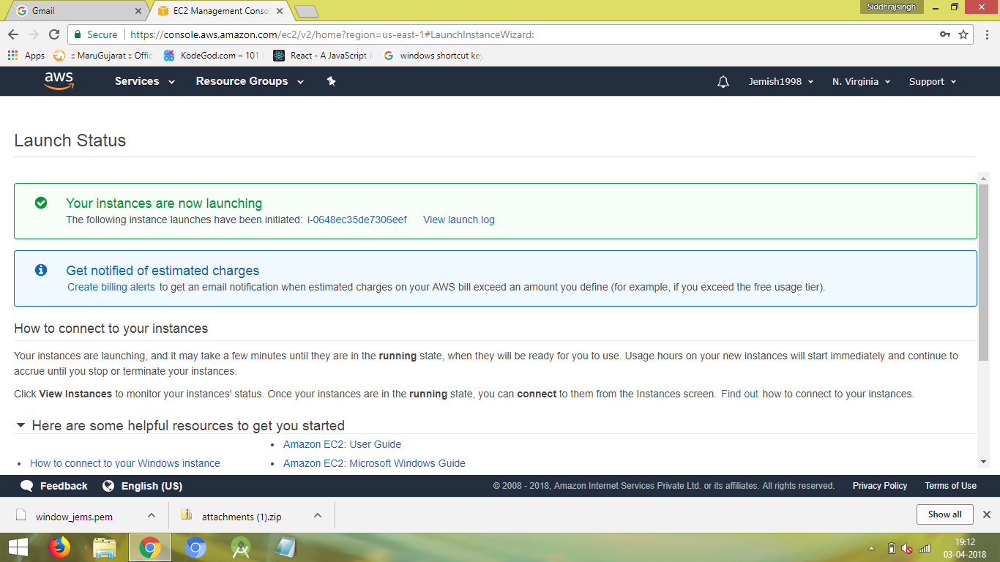 Gmail
EC2 Management Conso
Siddhrajsingh
Secure
https://console.aws.amazon.com/ec2/v2/home?region=us-east-1#LaunchInstanceWizard:
Apps
:: MaruGujarat :: Offic
KodeGod.com – 101
React - A JavaScript li
windows shortcut key
aws
Services
Resource Groups
Jemish1998
N. Virginia
Support
Launch Status
Your instances are now launching
The following instance launches have been initiated: i-0648ec35de7306eef View launch log
Get notified of estimated charges
Create billing alerts to get an email notification when estimated charges on your AWS bill exceed an amount you define (for example, if you exceed the free usage tier).
How to connect to your instances
Your instances are launching, and it may take a few minutes until they are in the running state, when they will be ready for you to use. Usage hours on your new instances will start immediately and continue to
accrue until you stop or terminate your instances.
Click View Instances to monitor your instances' status. Once your instances are in the running state, you can connect to them from the Instances screen. Find out how to connect to your instances.
Here are some helpful resources to get you started
• Amazon EC2: User Guide
• How to connect to your Windows instance
• Amazon EC2: Microsoft Windows Guide
Feedback
English (US)
© 2008 - 2018, Amazon Internet Services Private Ltd. or its affiliates. All rights reserved.
Privacy Policy
Terms of Use
window_jems.pem
attachments (1).zip
Show all
19:12
03-04-2018